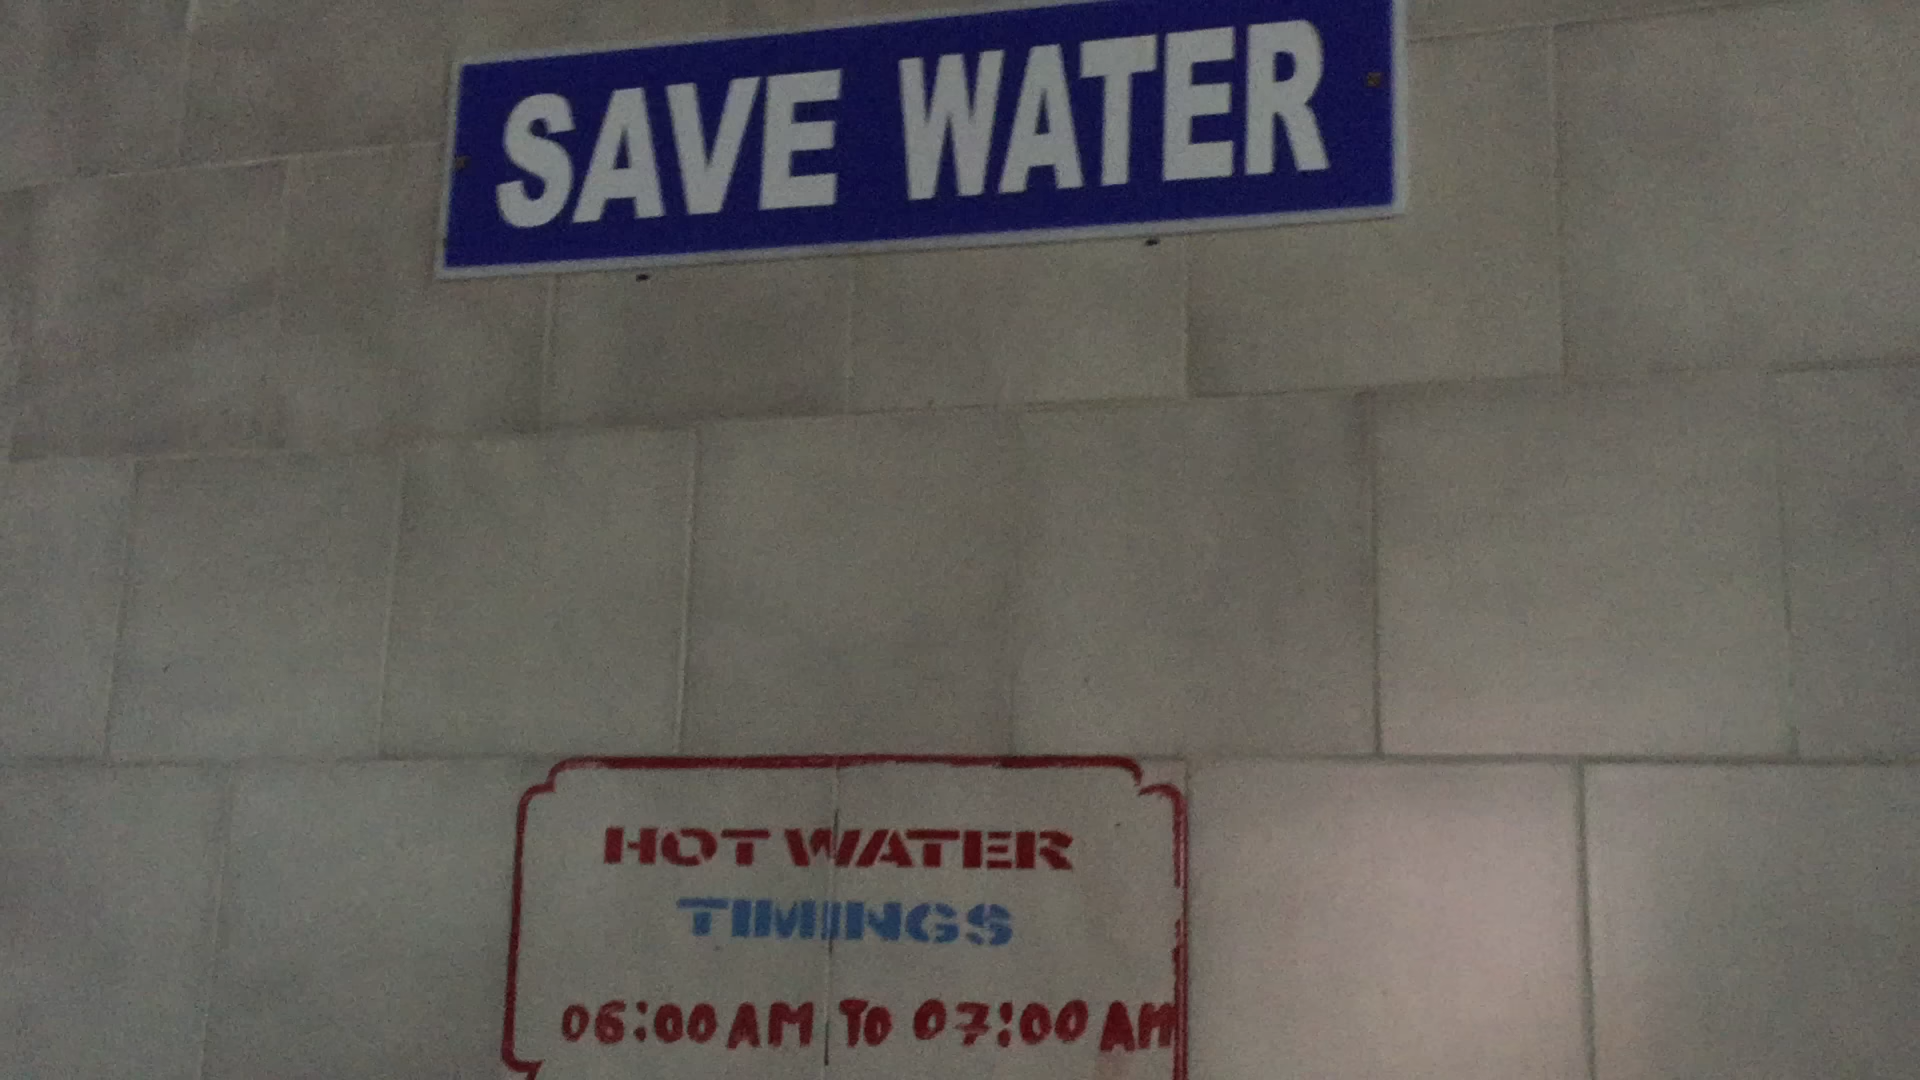 SAVE WATER
HOT WATER
TIMINGS
06:00 AM TO 07:00 AM